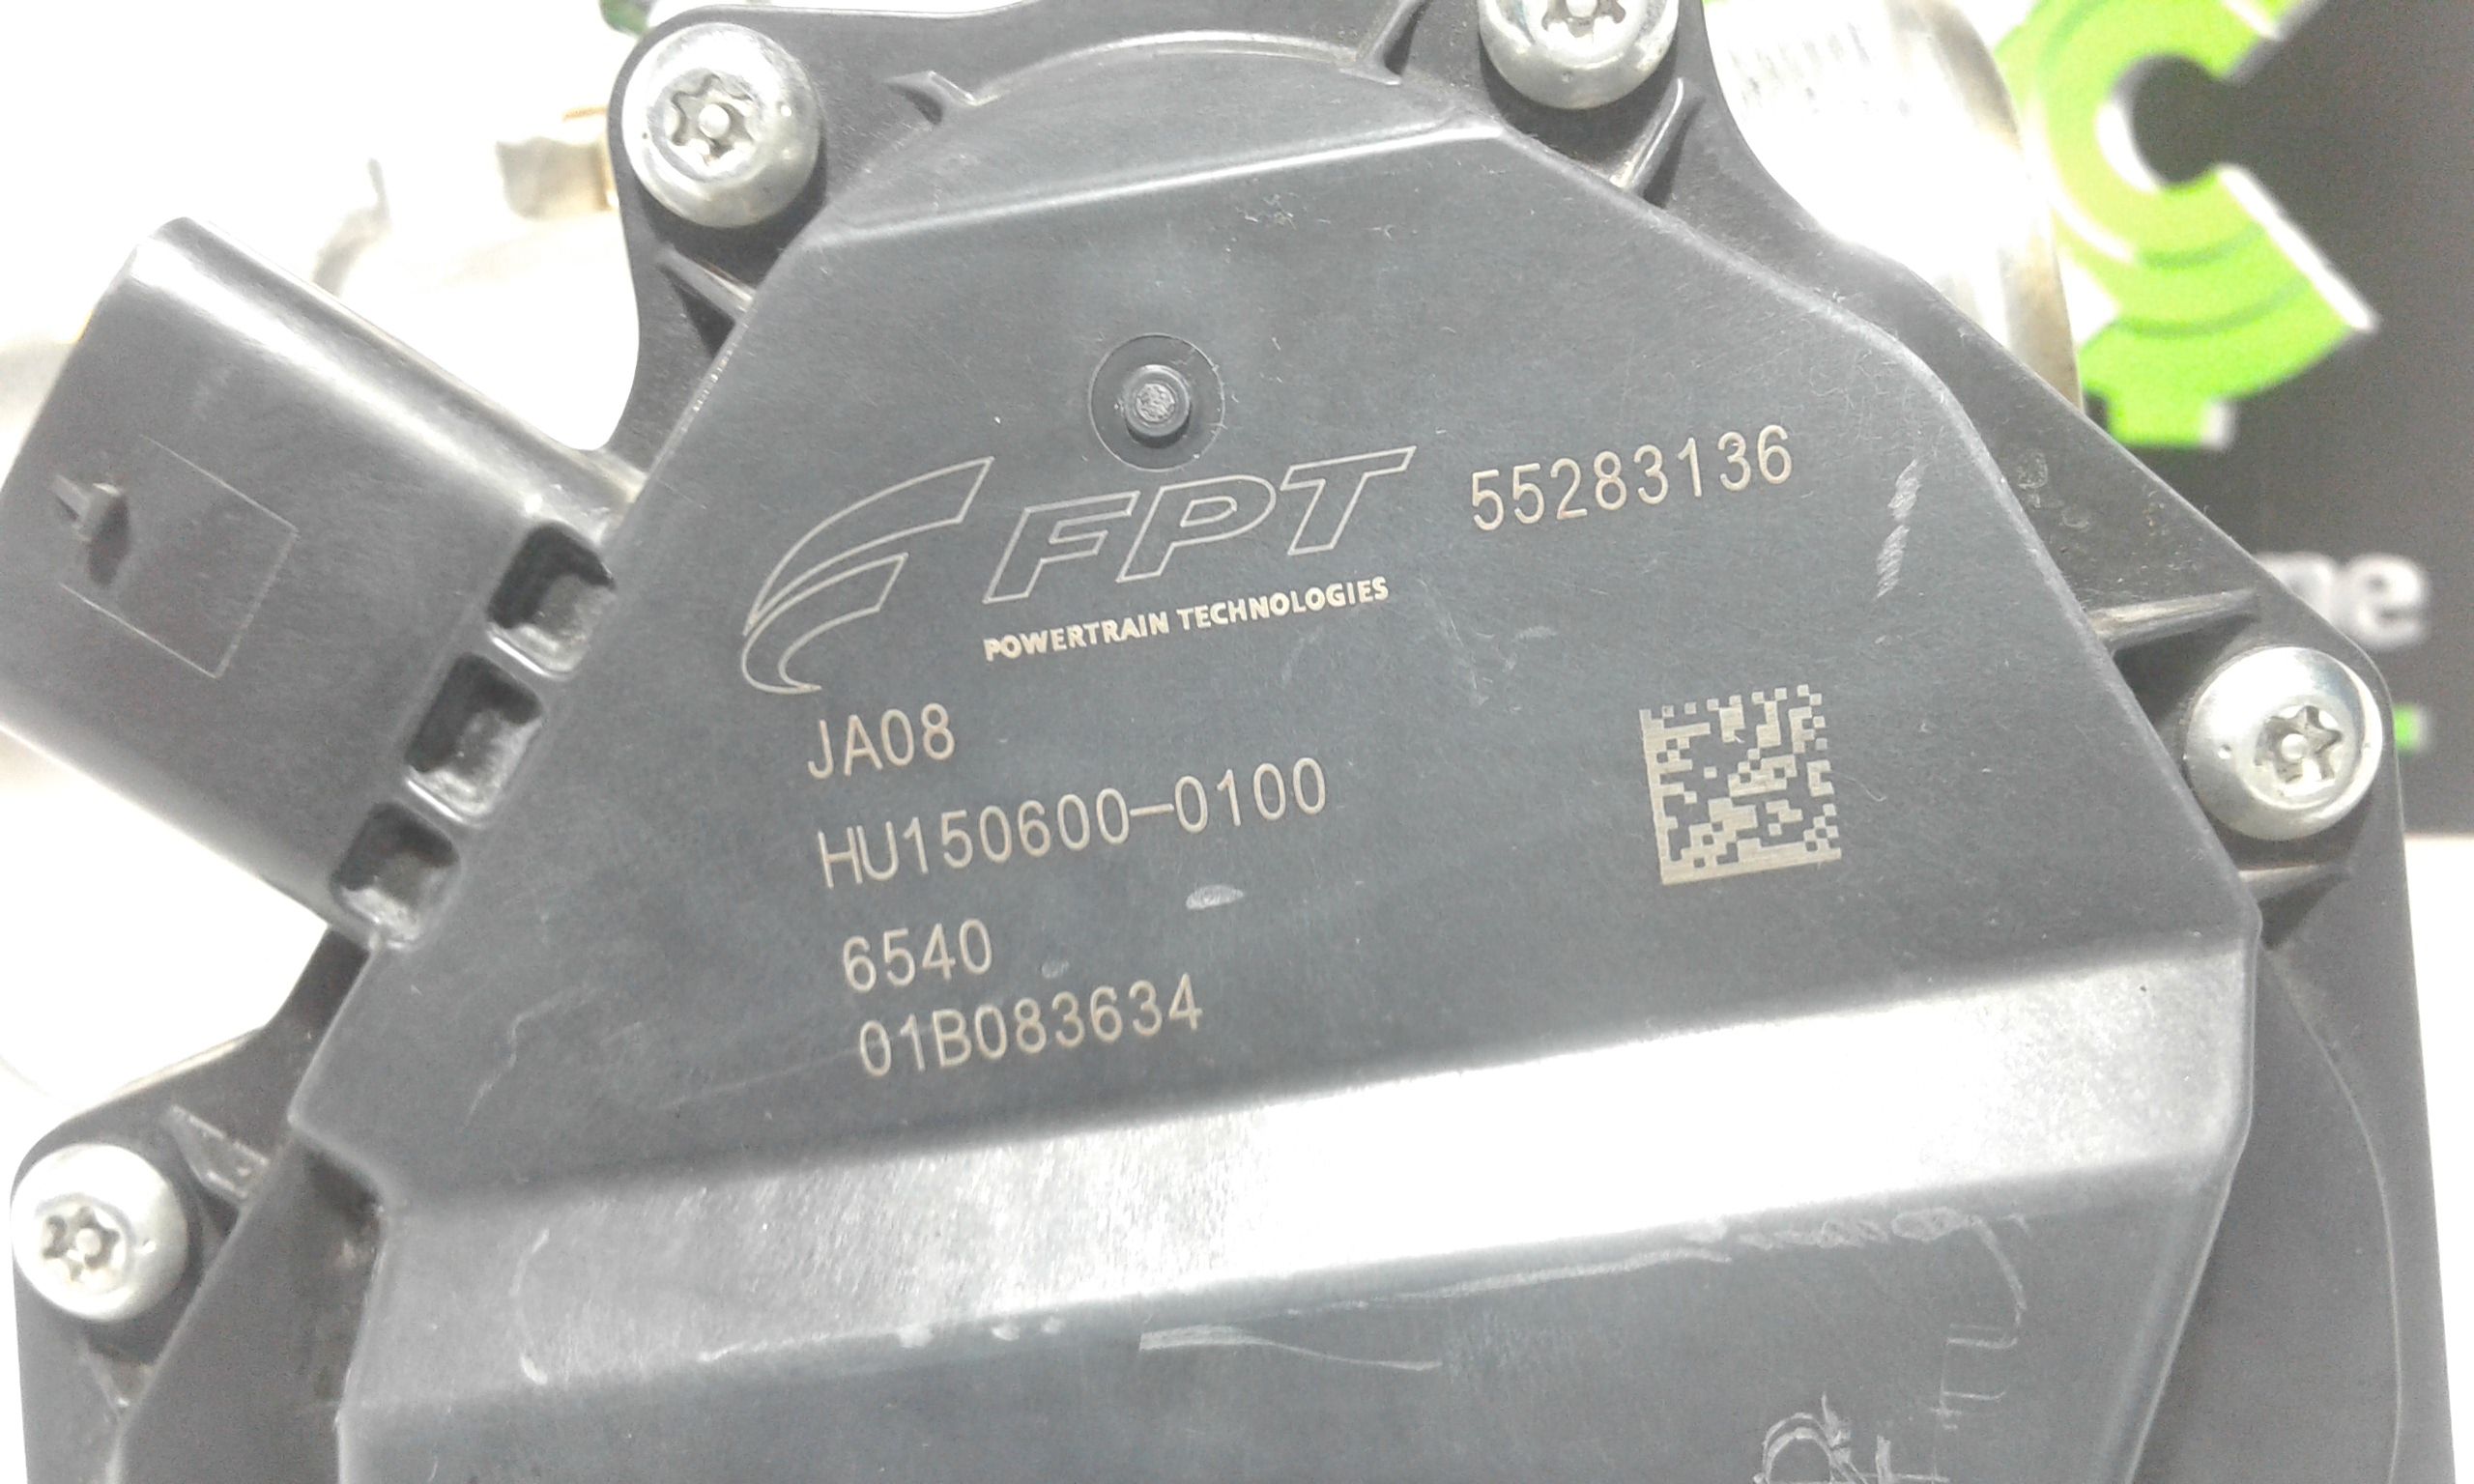 FPT 55283136
POWERTRAIN TECHNOLOGIES
JA08
HU150600-0100
6540
01B083634